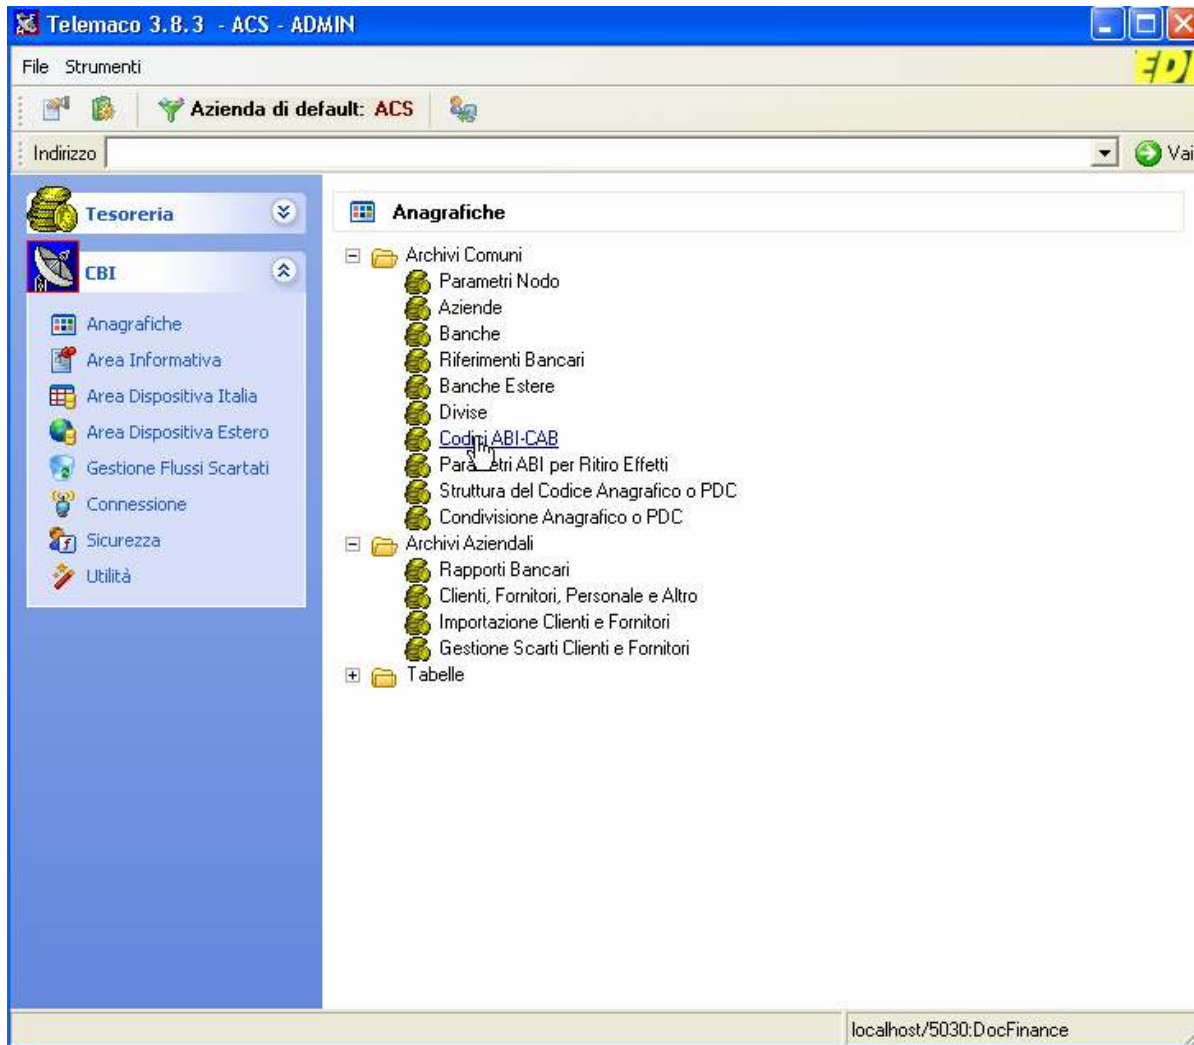 Telemaco 3.8.3 - ACS - ADMIN
File Strumenti
EDI
Azienda di default: ACS
Indirizzo
Vai
Tesoreria
CBI
Anagrafiche
Area Informativa
Area Dispositiva Italia
Area Dispositiva Estero
Gestione Flussi Scartati
Connessione
Sicurezza
Utilità
Anagrafiche
Archivi Comuni
Parametri Nodo
Aziende
Banche
Riferimenti Bancari
Banche Estere
Divise
Codici ABI-CAB
Parametri ABI per Ritiro Effetti
Struttura del Codice Anagrafico o PDC
Condivisione Anagrafico o PDC
Archivi Aziendali
Rapporti Bancari
Clienti, Fornitori, Personale e Altro
Importazione Clienti e Fornitori
Gestione Scarti Clienti e Fornitori
Tabelle
localhost/5030:DocFinance